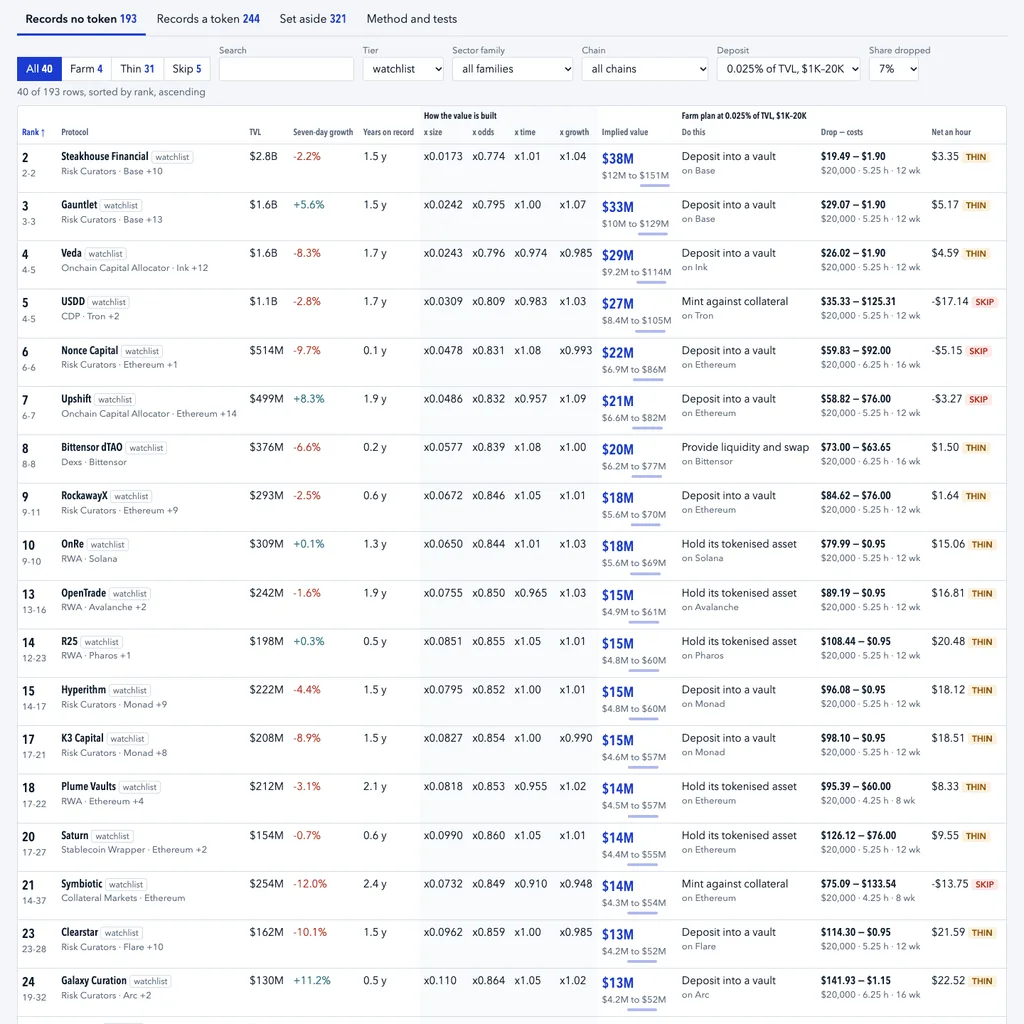 Records no token 193 Records a token 244 Set aside 321 Method and tests
Search Tier Sector family Chain Deposit Share dropped
All 40 Farm 4 Thin 31 Skip 5 watchlist all families all chains 0.025% of TVL, $1K-20K 7%
40 of 193 rows, sorted by rank, ascending
How the value is built Farm plan at 0.025% of TVL, $1K-20K
Rank ↑ Protocol TVL Seven-day growth Years on record x size x odds x time x growth Implied value Do this Drop – costs Net an hour
2 Steakhouse Financial watchlist $2.8B -2.2% 1.5 y x0.0173 x0.774 x1.01 x1.04 $38M Deposit into a vault $19.49 – $1.90 $3.35 THIN
2-2 Risk Curators · Base +10 $12M to $151M on Base $20,000 · 5.25 h · 12 wk
3 Gauntlet watchlist $1.6B +5.6% 1.5 y x0.0242 x0.795 x1.00 x1.07 $33M Deposit into a vault $29.07 – $1.90 $5.17 THIN
3-3 Risk Curators · Base +13 $10M to $129M on Base $20,000 · 5.25 h · 12 wk
4 Veda watchlist $1.6B -8.3% 1.7 y x0.0243 x0.796 x0.974 x0.985 $29M Deposit into a vault $26.02 – $1.90 $4.59 THIN
4-5 Onchain Capital Allocator · Ink +12 $9.2M to $114M on Ink $20,000 · 5.25 h · 12 wk
5 USDD watchlist $1.1B -2.8% 1.7 y x0.0309 x0.809 x0.983 x1.03 $27M Mint against collateral $35.33 – $125.31 -$17.14 SKIP
4-5 CDP · Tron +2 $8.4M to $105M on Tron $20,000 · 5.25 h · 12 wk
6 Nonce Capital watchlist $514M -9.7% 0.1 y x0.0478 x0.831 x1.08 x0.993 $22M Deposit into a vault $59.83 – $92.00 -$5.15 SKIP
6-6 Risk Curators · Ethereum +1 $6.9M to $86M on Ethereum $20,000 · 6.25 h · 16 wk
7 Upshift watchlist $499M +8.3% 1.9 y x0.0486 x0.832 x0.957 x1.09 $21M Deposit into a vault $58.82 – $76.00 -$3.27 SKIP
6-7 Onchain Capital Allocator · Ethereum +14 $6.6M to $82M on Ethereum $20,000 · 5.25 h · 12 wk
8 Bittensor dTAO watchlist $376M -6.6% 0.2 y x0.0577 x0.839 x1.08 x1.00 $20M Provide liquidity and swap $73.00 – $63.65 $1.50 THIN
8-8 Dexs · Bittensor $6.2M to $77M on Bittensor $20,000 · 6.25 h · 16 wk
9 RockawayX watchlist $293M -2.5% 0.6 y x0.0672 x0.846 x1.05 x1.01 $18M Deposit into a vault $84.62 – $76.00 $1.64 THIN
9-11 Risk Curators · Ethereum +9 $5.6M to $70M on Ethereum $20,000 · 5.25 h · 12 wk
10 OnRe watchlist $309M +0.1% 1.3 y x0.0650 x0.844 x1.01 x1.03 $18M Hold its tokenised asset $79.99 – $0.95 $15.06 THIN
9-10 RWA · Solana $5.6M to $69M on Solana $20,000 · 5.25 h · 12 wk
13 OpenTrade watchlist $242M -1.6% 1.9 y x0.0755 x0.850 x0.965 x1.03 $15M Hold its tokenised asset $89.19 – $0.95 $16.81 THIN
13-16 RWA · Avalanche +2 $4.9M to $61M on Avalanche $20,000 · 5.25 h · 12 wk
14 R25 watchlist $198M +0.3% 0.5 y x0.0851 x0.855 x1.05 x1.01 $15M Hold its tokenised asset $108.44 – $0.95 $20.48 THIN
12-23 RWA · Pharos +1 $4.8M to $60M on Pharos $20,000 · 5.25 h · 12 wk
15 Hyperithm watchlist $222M -4.4% 1.5 y x0.0795 x0.852 x1.00 x1.01 $15M Deposit into a vault $96.08 – $0.95 $18.12 THIN
14-17 Risk Curators · Monad +9 $4.8M to $60M on Monad $20,000 · 5.25 h · 12 wk
17 K3 Capital watchlist $208M -8.9% 1.5 y x0.0827 x0.854 x1.00 x0.990 $15M Deposit into a vault $98.10 – $0.95 $18.51 THIN
17-21 Risk Curators · Monad +8 $4.6M to $57M on Monad $20,000 · 5.25 h · 12 wk
18 Plume Vaults watchlist $212M -3.1% 2.1 y x0.0818 x0.853 x0.955 x1.02 $14M Hold its tokenised asset $95.39 – $60.00 $8.33 THIN
17-22 RWA · Ethereum +4 $4.5M to $57M on Ethereum $20,000 · 4.25 h · 8 wk
20 Saturn watchlist $154M -0.7% 0.6 y x0.0990 x0.860 x1.05 x1.01 $14M Hold its tokenised asset $126.12 – $76.00 $9.55 THIN
17-27 Stablecoin Wrapper · Ethereum +2 $4.4M to $55M on Ethereum $20,000 · 5.25 h · 12 wk
21 Symbiotic watchlist $254M -12.0% 2.4 y x0.0732 x0.849 x0.910 x0.948 $14M Mint against collateral $75.09 – $133.54 -$13.75 SKIP
14-37 Collateral Markets · Ethereum $4.3M to $54M on Ethereum $20,000 · 4.25 h · 8 wk
23 Clearstar watchlist $162M -10.1% 1.5 y x0.0962 x0.859 x1.00 x0.985 $13M Deposit into a vault $114.30 – $0.95 $21.59 THIN
23-28 Risk Curators · Flare +10 $4.2M to $52M on Flare $20,000 · 5.25 h · 12 wk
24 Galaxy Curation watchlist $130M +11.2% 0.5 y x0.110 x0.864 x1.05 x1.02 $13M Deposit into a vault $141.93 – $1.15 $22.52 THIN
19-32 Risk Curators · Arc +2 $4.2M to $52M on Arc $20,000 · 6.25 h · 16 wk